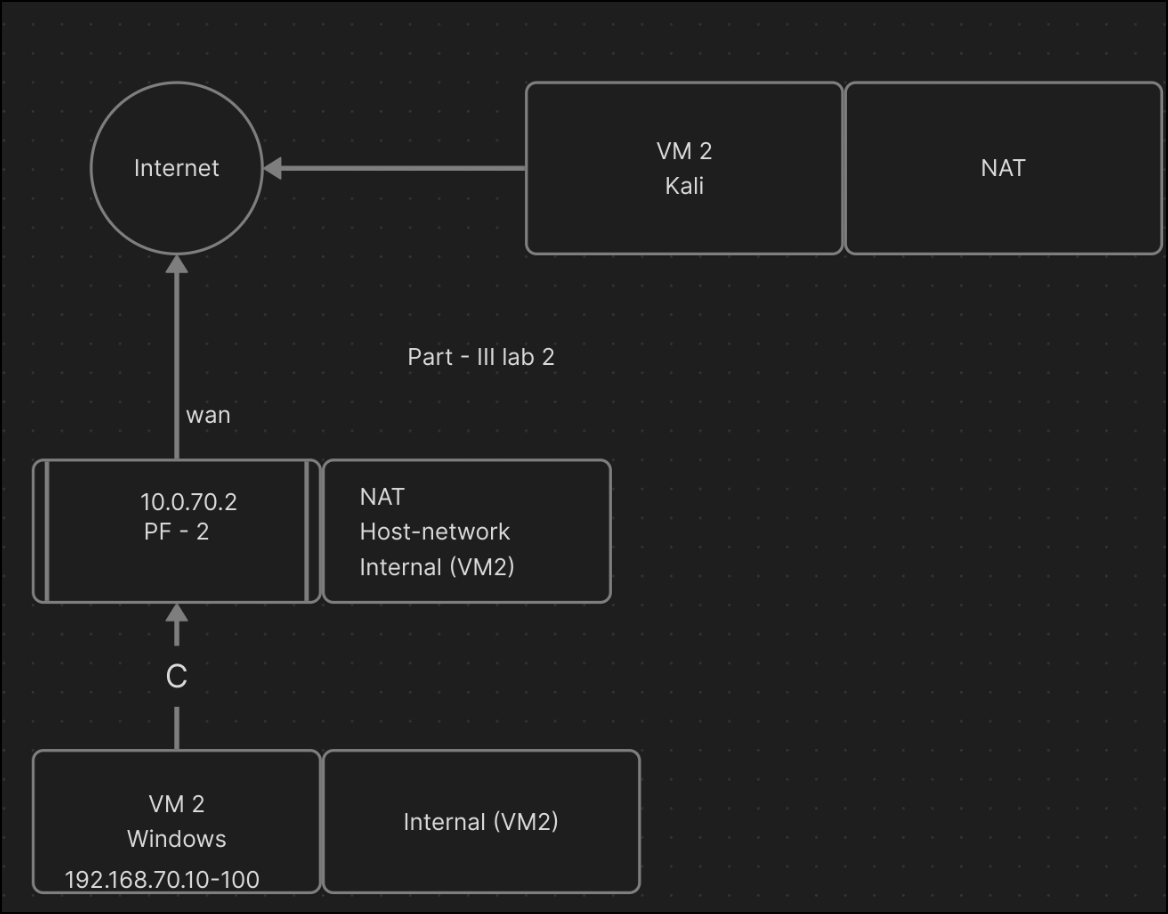 Internet
VM 2
Kali
NAT
Part - III lab 2
wan
10.0.70.2
PF - 2
NAT
Host-network
Internal (VM2)
C
VM 2
Windows
192.168.70.10-100
Internal (VM2)